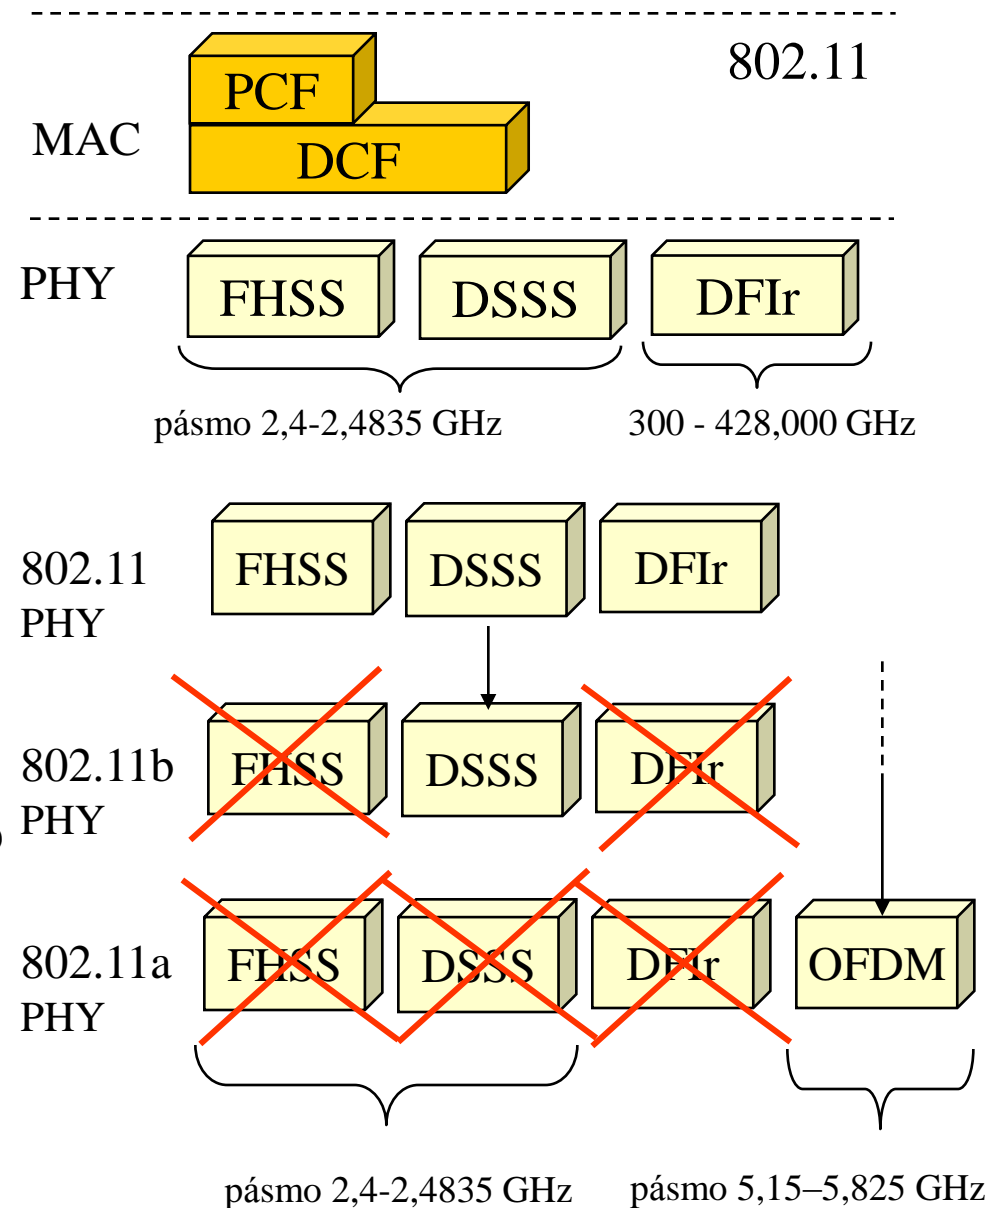 802.11
PCF
MAC
DCF
PHY
FHSS DSSS DFIr
pásmo 2,4-2,4835 GHz 300 - 428,000 GHz
802.11
PHY
FHSS DSSS DFIr
802.11b
PHY
FHSS DSSS DFIr
802.11a
PHY
FHSS DSSS DFIr OFDM
pásmo 2,4-2,4835 GHz pásmo 5,15–5,825 GHz